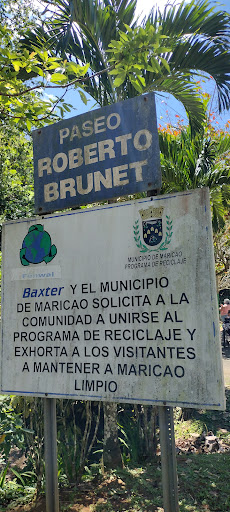 PASEO
ROBERTO
BRUNET
MUNICIPIO DE MARICAO
PROGRAMA DE RECICLAJE
Baxter Y EL MUNICIPIO
DE MARICAO SOLICITA A LA
COMUNIDAD A UNIRSE AL
PROGRAMA DE RECICLAJE Y
EXHORTA A LOS VISITANTES
A MANTENER A MARICAO
LIMPIO